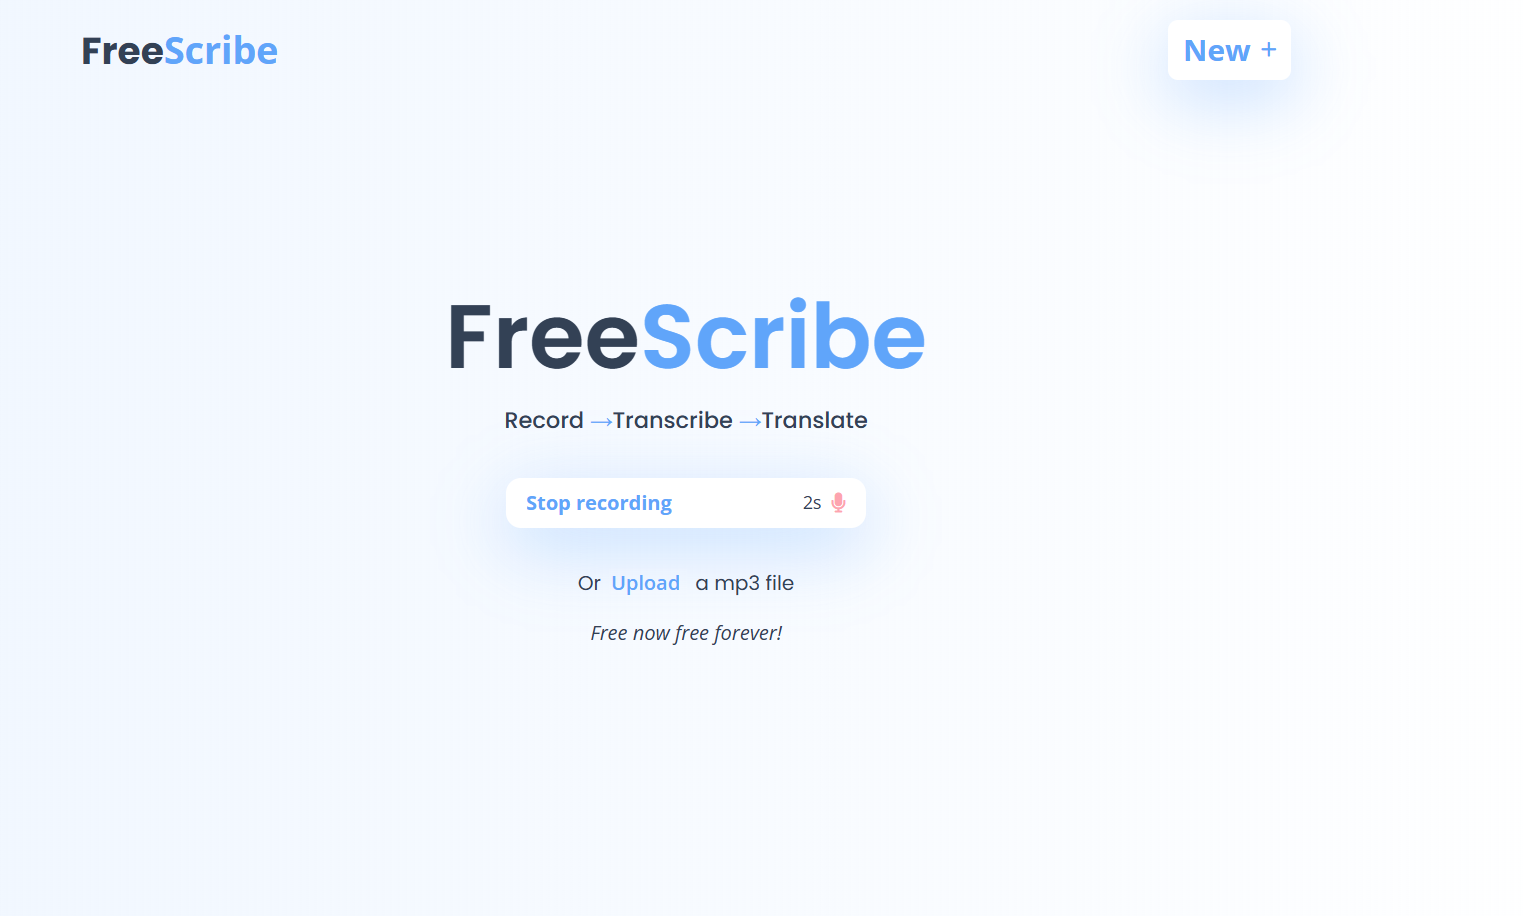 FreeScribe
New +
FreeScribe
Record →Transcribe →Translate
Stop recording 2s
Or Upload a mp3 file
Free now free forever!